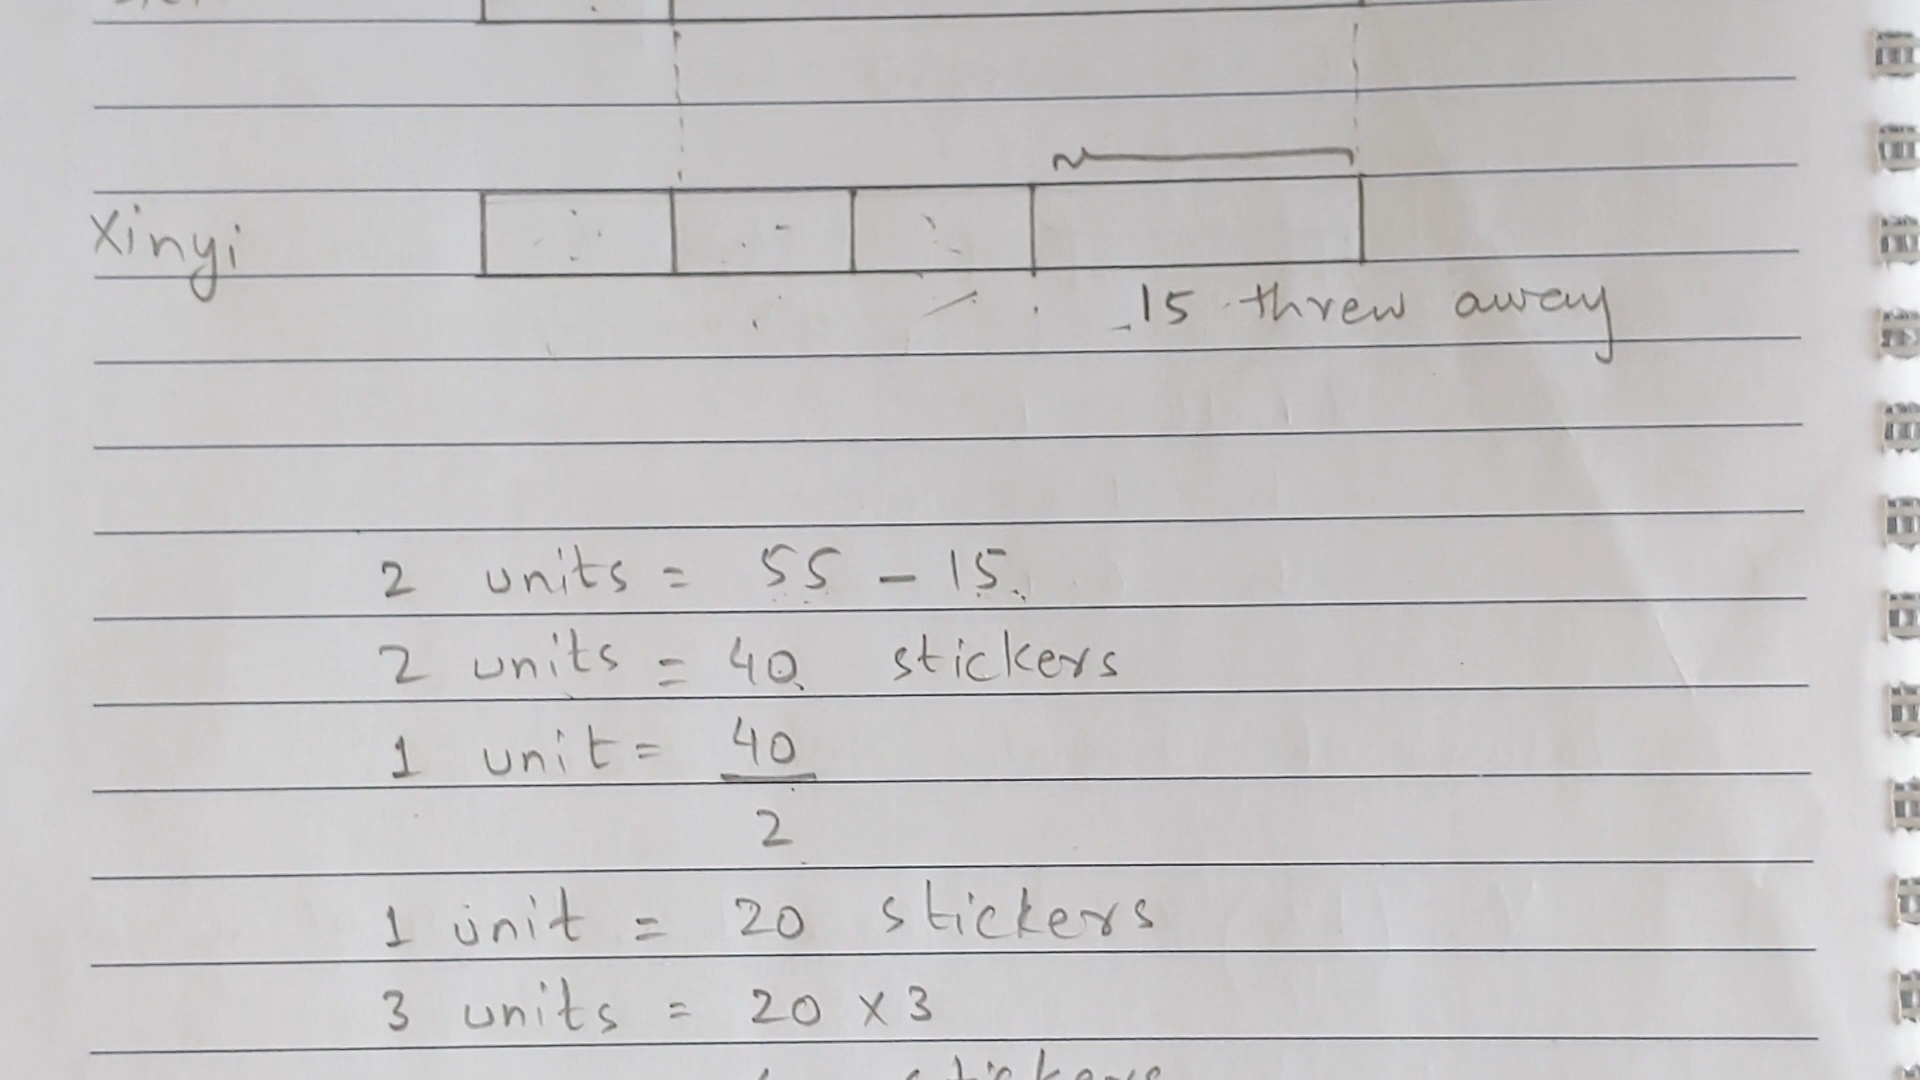 Xinyi
15 threw away
2 units = 55 - 15
2 units = 40 stickers
1 unit = 40
2
1 unit = 20 stickers
3 units = 20 x 3
stickers